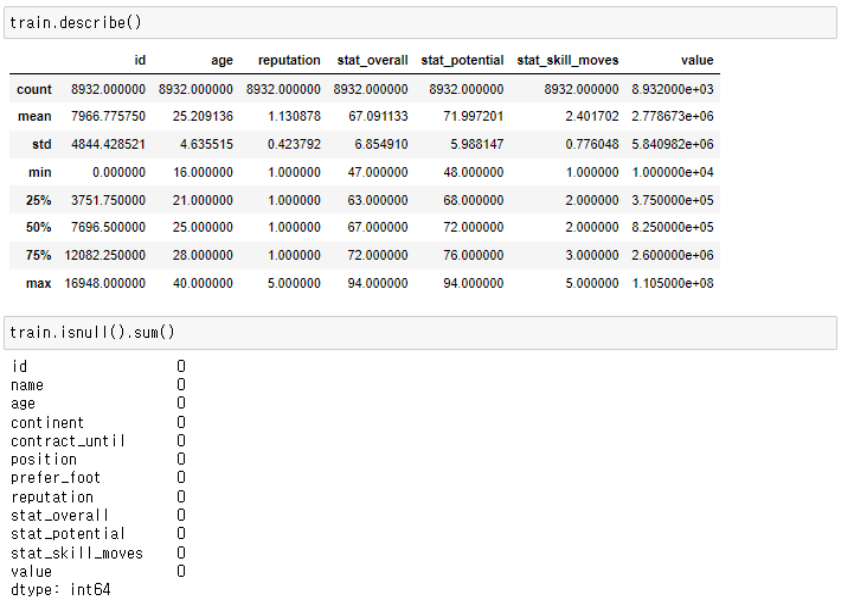 train.describe()
id age reputation stat_overall stat_potential stat_skill_moves value
count 8932.000000 8932.000000 8932.000000 8932.000000 8932.000000 8932.000000 8.932000e+03
mean 7966.775750 25.209136 1.130878 67.091133 71.997201 2.401702 2.778673e+06
std 4844.428521 4.635515 0.423792 6.854910 5.988147 0.776048 5.840982e+06
min 0.000000 16.000000 1.000000 47.000000 48.000000 1.000000 1.000000e+04
25% 3751.750000 21.000000 1.000000 63.000000 68.000000 2.000000 3.750000e+05
50% 7696.500000 25.000000 1.000000 67.000000 72.000000 2.000000 8.250000e+05
75% 12082.250000 28.000000 1.000000 72.000000 76.000000 3.000000 2.600000e+06
max 16948.000000 40.000000 5.000000 94.000000 94.000000 5.000000 1.105000e+08
train.isnull().sum()
id 0
name 0
age 0
continent 0
contract_until 0
position 0
prefer_foot 0
reputation 0
stat_overall 0
stat_potential 0
stat_skill_moves 0
value 0
dtype: int64